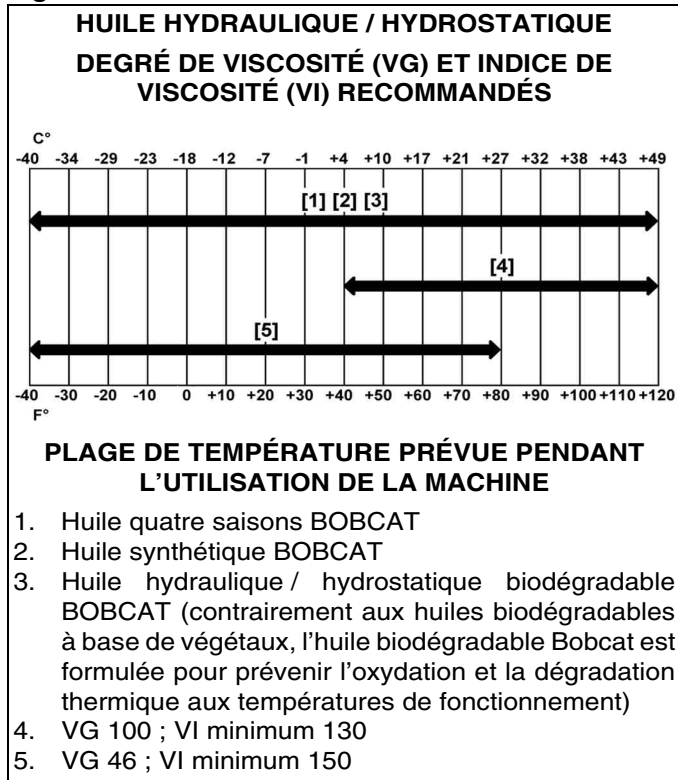 HUILE HYDRAULIQUE / HYDROSTATIQUE
DEGRÉ DE VISCOSITÉ (VG) ET INDICE DE
VISCOSITÉ (VI) RECOMMANDÉS
C°
-40 -34 -29 -23 -18 -12 -7 -1 +4 +10 +17 +21 +27 +32 +38 +43 +49
[1] [2] [3]
[4]
[5]
-40 -30 -20 -10 0 +10 +20 +30 +40 +50 +60 +70 +80 +90 +100 +110 +120
F°
PLAGE DE TEMPÉRATURE PRÉVUE PENDANT
L'UTILISATION DE LA MACHINE
1. Huile quatre saisons BOBCAT
2. Huile synthétique BOBCAT
3. Huile hydraulique / hydrostatique biodégradable
BOBCAT (contrairement aux huiles biodégradables
à base de végétaux, l'huile biodégradable Bobcat est
formulée pour prévenir l'oxydation et la dégradation
thermique aux températures de fonctionnement)
4. VG 100 ; VI minimum 130
5. VG 46 ; VI minimum 150